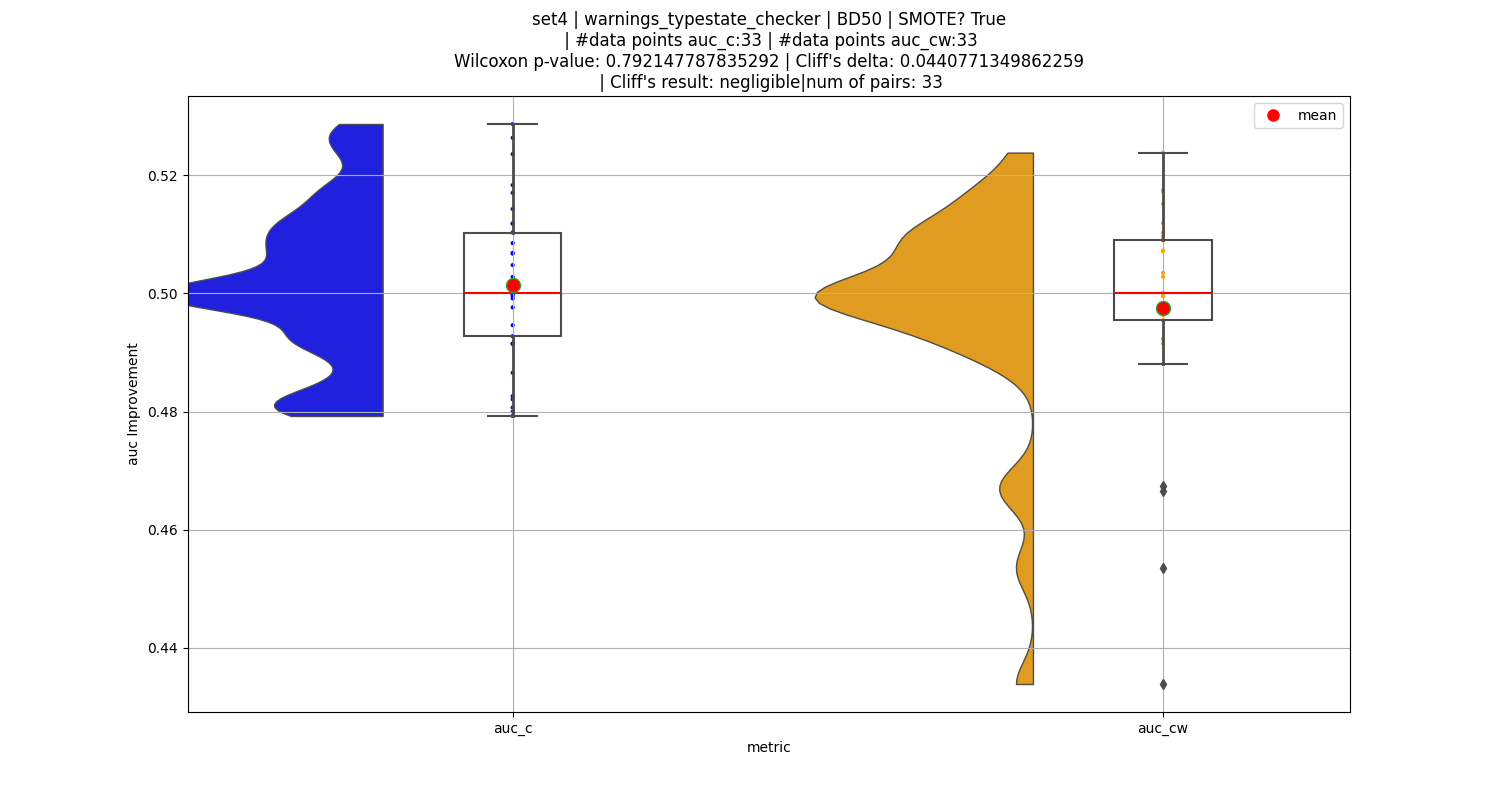 set4 | warnings_typestate_checker | BD50 | SMOTE? True
| #data points auc_c:33 | #data points auc_cw:33
Wilcoxon p-value: 0.792147787835292 | Cliff's delta: 0.0440771349862259
| Cliff's result: negligible|num of pairs: 33
mean
0.52
0.50
0.48
0.46
0.44
auc Improvement
auc_c
auc_cw
metric